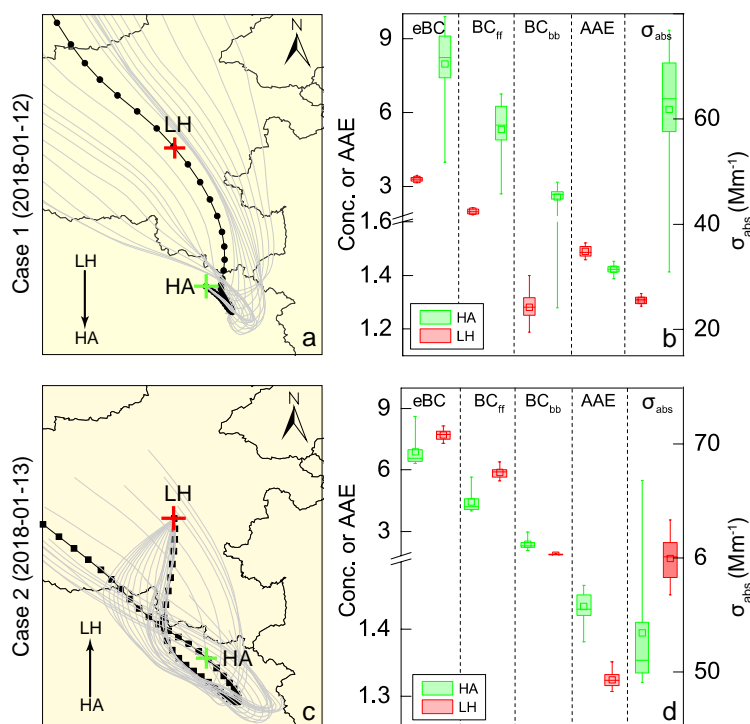 Case 1 (2018-01-12)
N
LH
HA
LH
HA
a
eBC BCff BCbb AAE σabs
Conc. or AAE
9
6
3
1.6
1.4
1.2
60
40
20
σabs (Mm-1)
HA
LH
b
Case 2 (2018-01-13)
N
LH
HA
LH
HA
c
eBC BCff BCbb AAE σabs
Conc. or AAE
9
6
3
1.4
1.3
70
60
50
σabs (Mm-1)
HA
LH
d